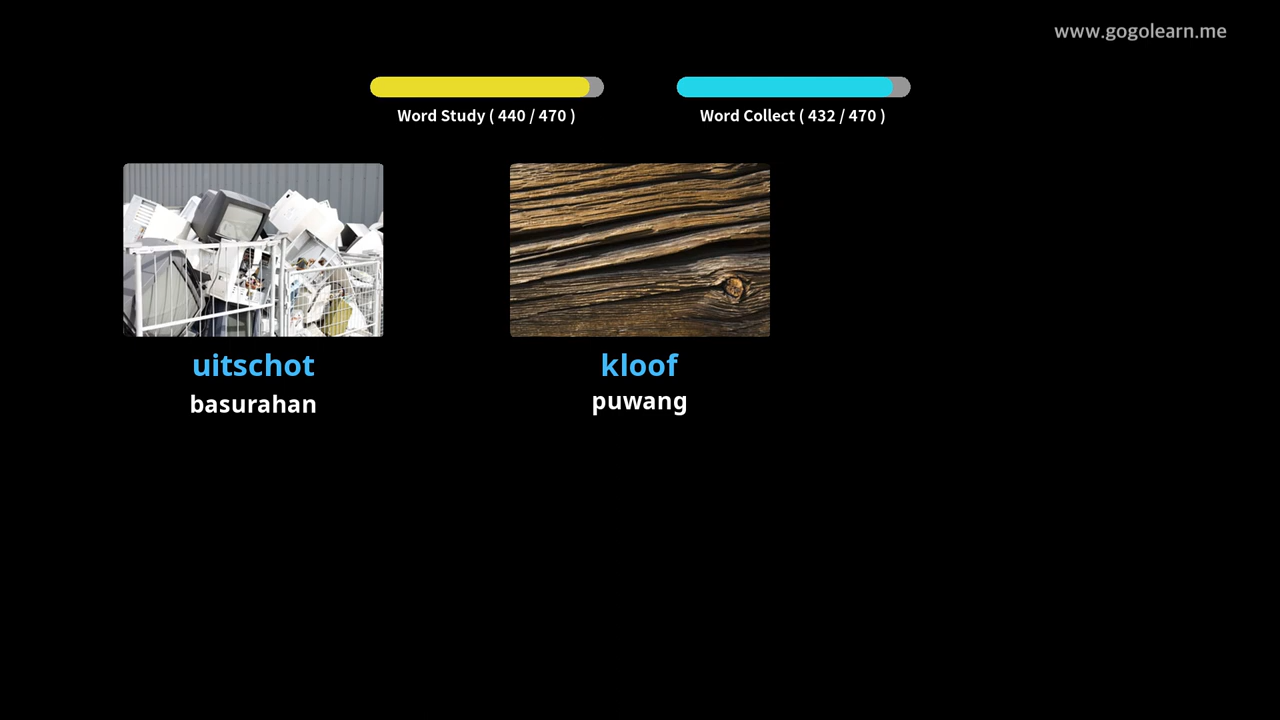 www.gogolearn.me
Word Study ( 440 / 470 )
Word Collect ( 432 / 470 )
uitschot
basurahan
kloof
puwang